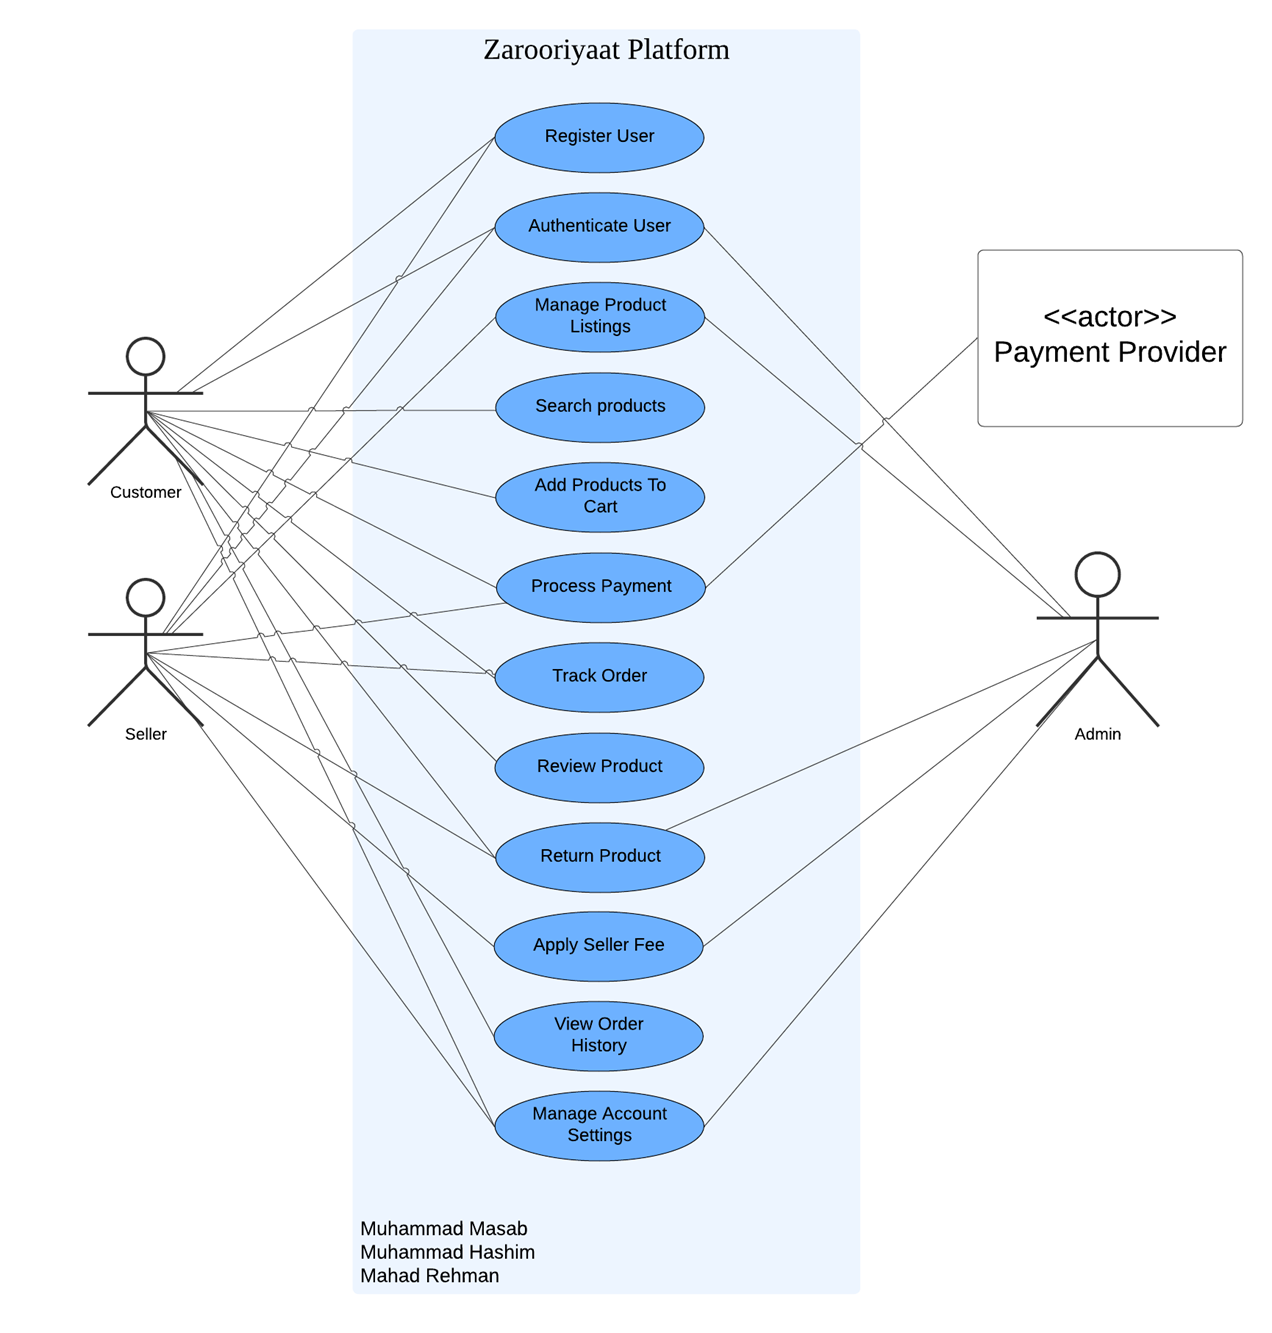 Zarooriyaat Platform
Register User
Authenticate User
Manage Product
Listings
Search products
Add Products To
Cart
Process Payment
Track Order
Review Product
Return Product
Apply Seller Fee
View Order
History
Manage Account
Settings
Customer
Seller
<<actor>>
Payment Provider
Admin
Muhammad Masab
Muhammad Hashim
Mahad Rehman